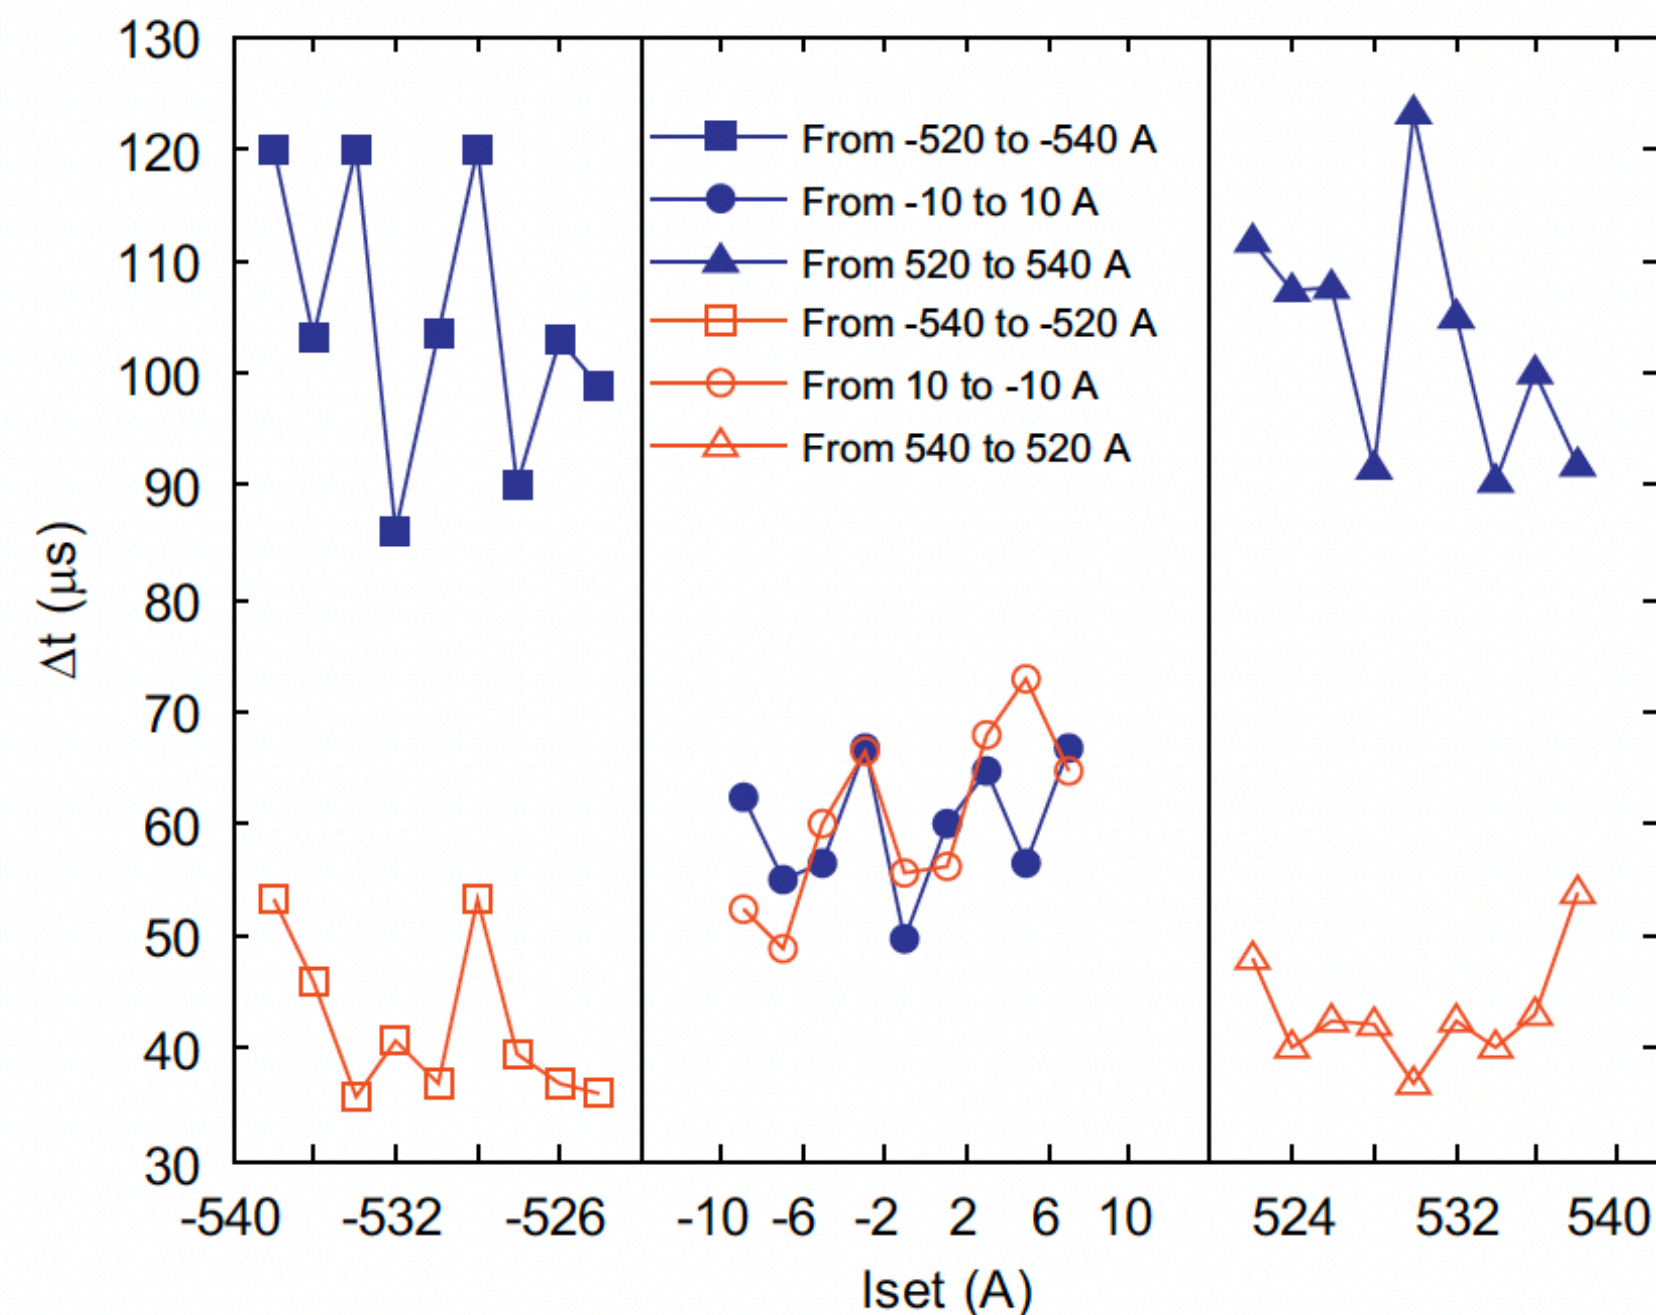 130
120
110
100
90
80
70
60
50
40
30
Δt (μs)
From -520 to -540 A
From -10 to 10 A
From 520 to 540 A
From -540 to -520 A
From 10 to -10 A
From 540 to 520 A
-540 -532 -526 -10 -6 -2 2 6 10 524 532 540
Iset (A)